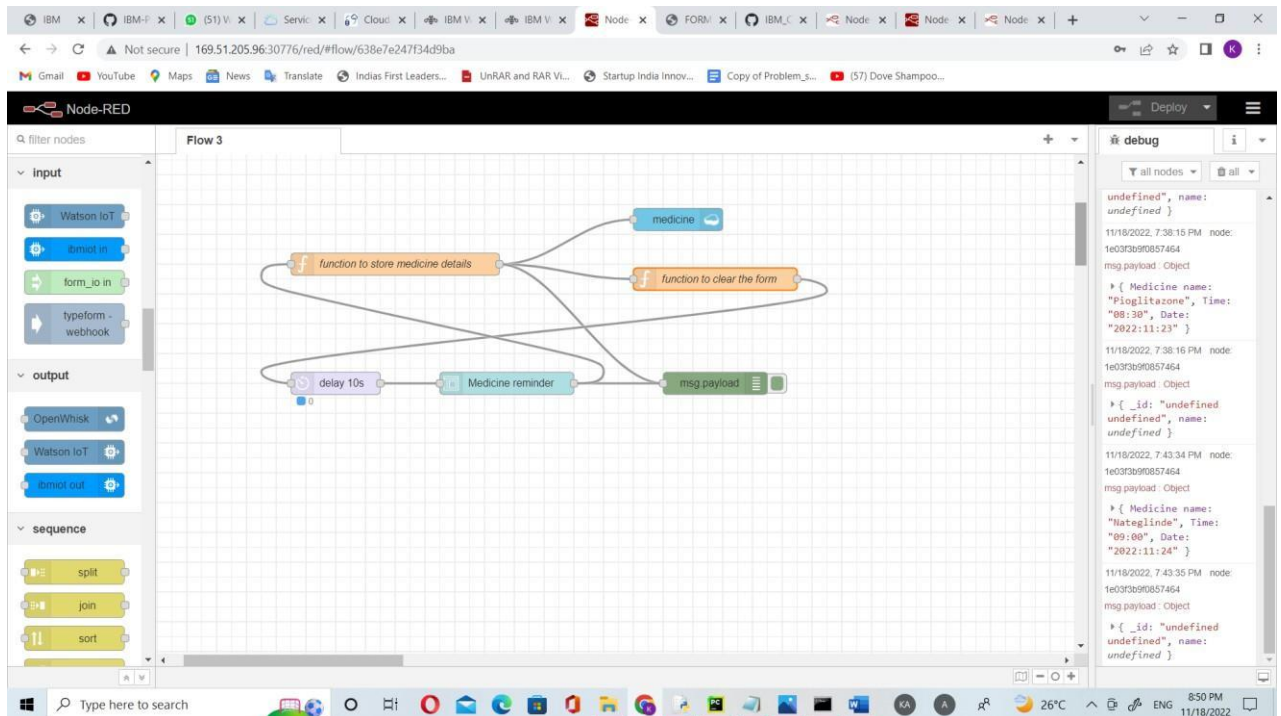 IBM
IBM-P
(51) W
Servic
Cloud
IBM W
IBM W
Node
FORM
IBM_C
Node
Node
Node
Not secure | 169.51.205.96:30776/red/#flow/638e7e247f34d9ba
K
Gmail YouTube Maps News Translate Indias First Leaders... UnRAR and RAR Vi... Startup India Innov... Copy of Problem_s... (57) Dove Shampoo...
Node-RED
Deploy
filter nodes
Flow 3
debug
i
all nodes
all
input
Watson IoT
ibmiot in
form_io in
typeform -
webhook
output
OpenWhisk
Watson IoT
ibmiot out
sequence
split
join
sort
medicine
function to store medicine details
function to clear the form
delay 10s
0
Medicine reminder
msg.payload
undefined", name:
undefined }
11/18/2022, 7:38:15 PM node:
1e03f3b9f0857464
msg.payload : Object
{ Medicine name:
"Pioglitazone", Time:
"08:30", Date:
"2022:11:23" }
11/18/2022, 7:38:16 PM node:
1e03f3b9f0857464
msg.payload : Object
{ _id: "undefined
undefined", name:
undefined }
11/18/2022, 7:43:34 PM node:
1e03f3b9f0857464
msg.payload : Object
{ Medicine name:
"Nateglinde", Time:
"09:00", Date:
"2022:11:24" }
11/18/2022, 7:43:35 PM node:
1e03f3b9f0857464
msg.payload : Object
{ _id: "undefined
undefined", name:
undefined }
Type here to search
PC
KA
A
26°C
ENG
8:50 PM
11/18/2022